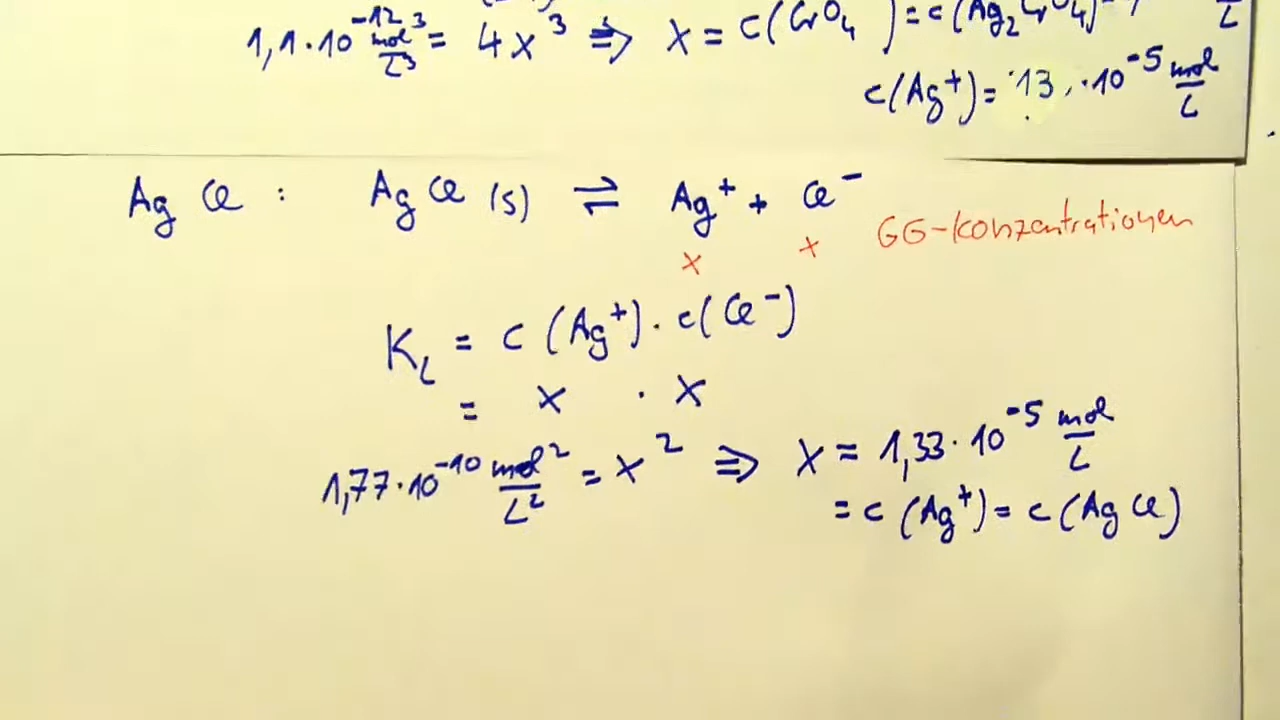 1,1·10⁻¹² mol³/L³ = 4x³ ⇒ x = c(CrO₄ ) = c(Ag₂CrO₄)
c(Ag⁺) = 13,·10⁻⁵ mol/L
AgCl : AgCl (s) ⇌ Ag⁺ + Cl⁻
x x GG-Konzentrationen
K_L = c (Ag⁺) · c(Cl⁻)
= x · x
1,77·10⁻¹⁰ mol²/L² = x² ⇒ x = 1,33·10⁻⁵ mol/L
= c (Ag⁺) = c (AgCl)